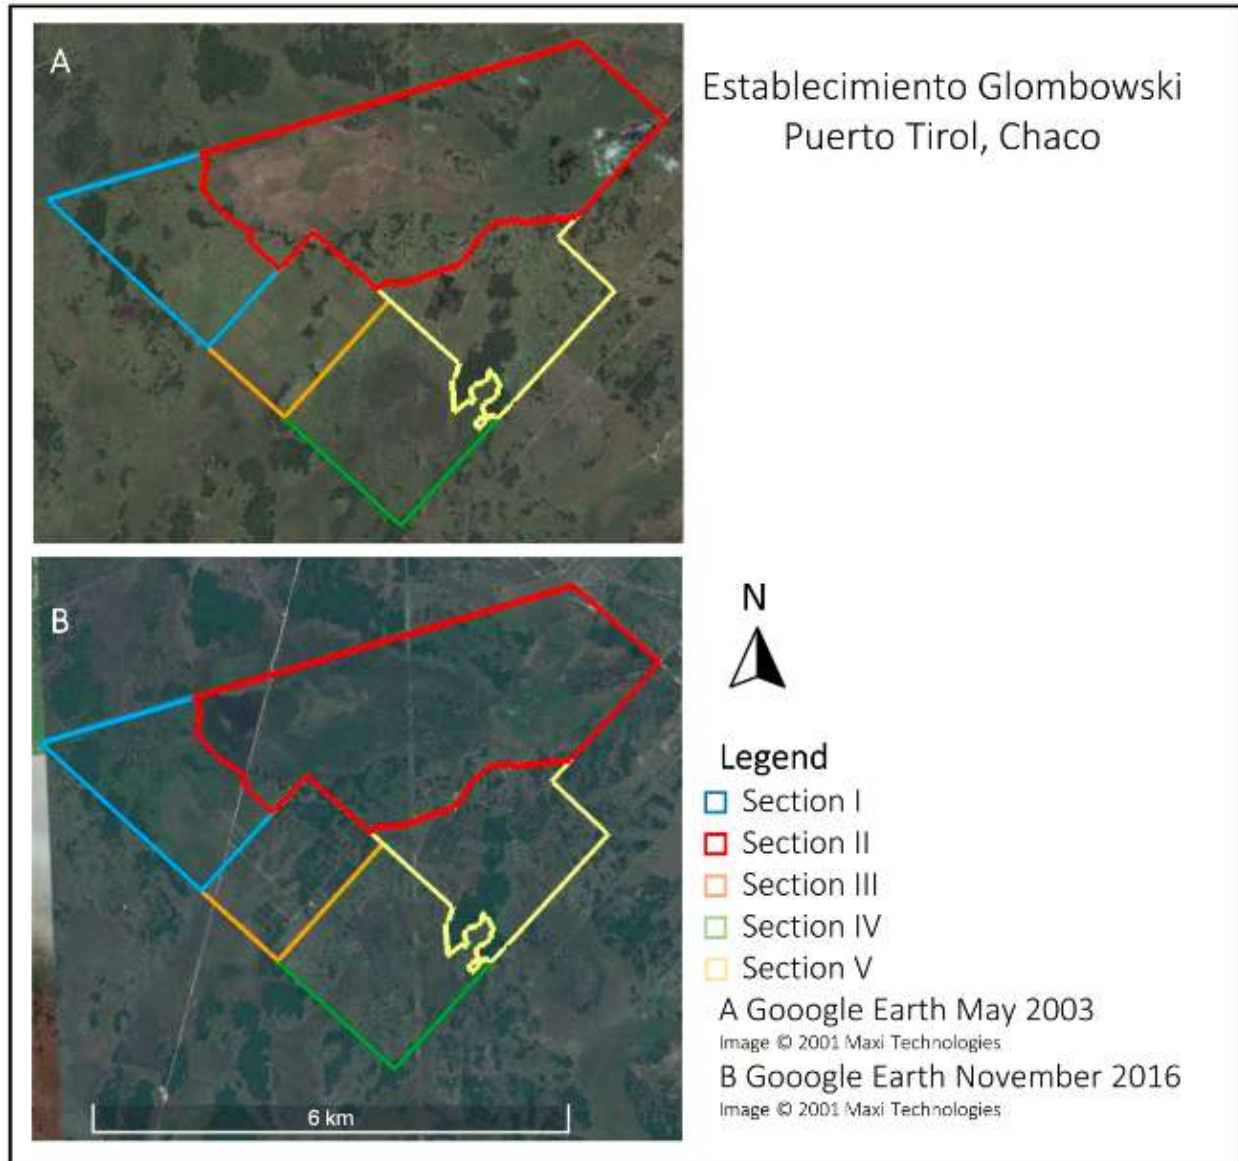 A
Establecimiento Glombowski
Puerto Tirol, Chaco
B
N
Legend
Section I
Section II
Section III
Section IV
Section V
A Gooogle Earth May 2003
Image © 2001 Maxi Technologies
B Gooogle Earth November 2016
Image © 2001 Maxi Technologies
6 km